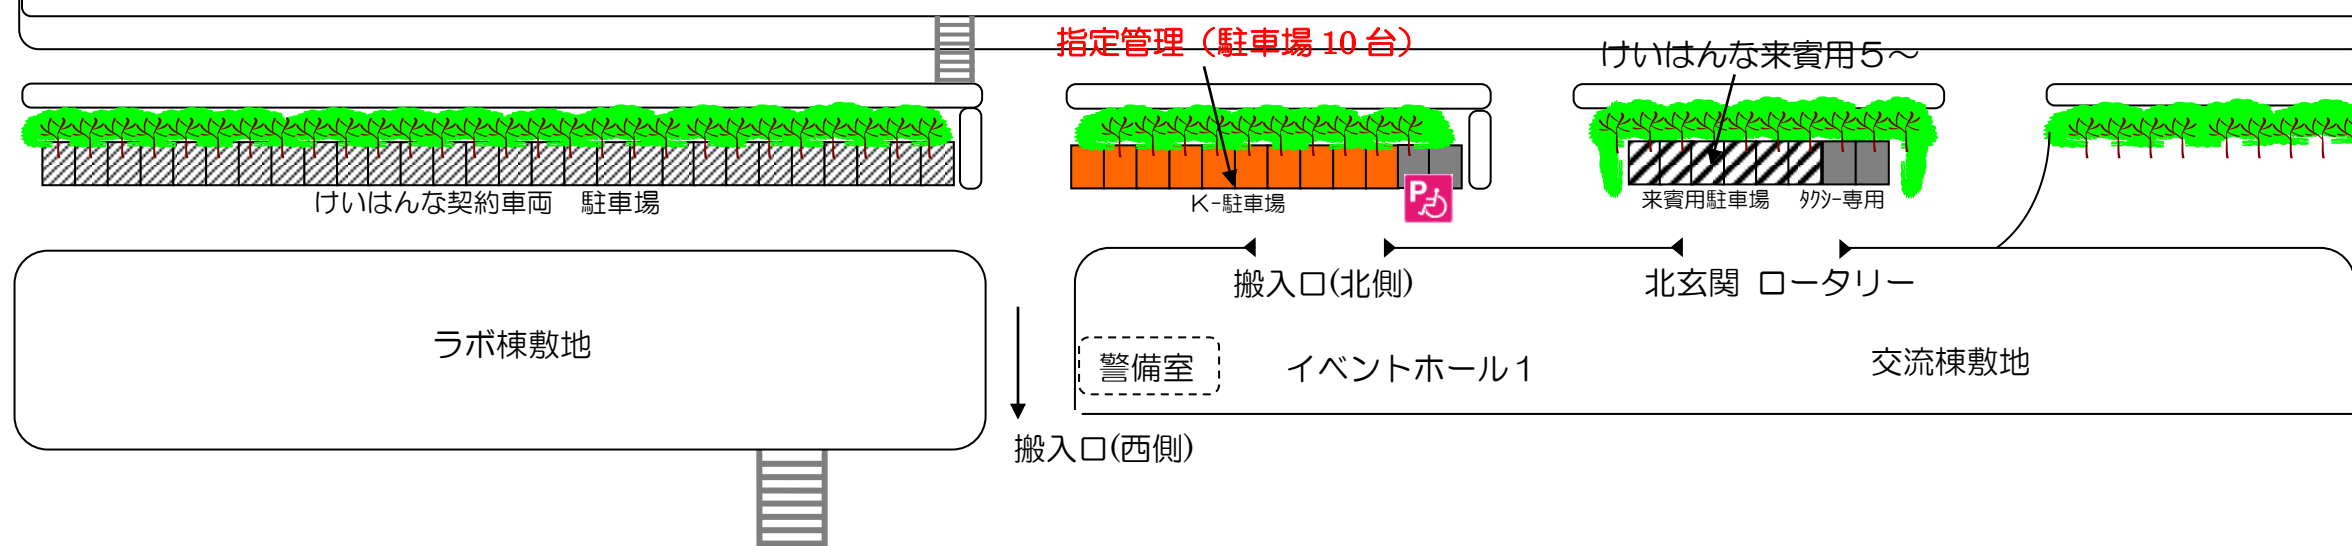 指定管理（駐車場 10 台）
けいはんな来賓用５～
けいはんな契約車両　駐車場
K-駐車場
P
来賓用駐車場
ﾀｸｼｰ専用
搬入口(北側)
北玄関 ロータリー
ラボ棟敷地
警備室
イベントホール１
交流棟敷地
搬入口(西側)